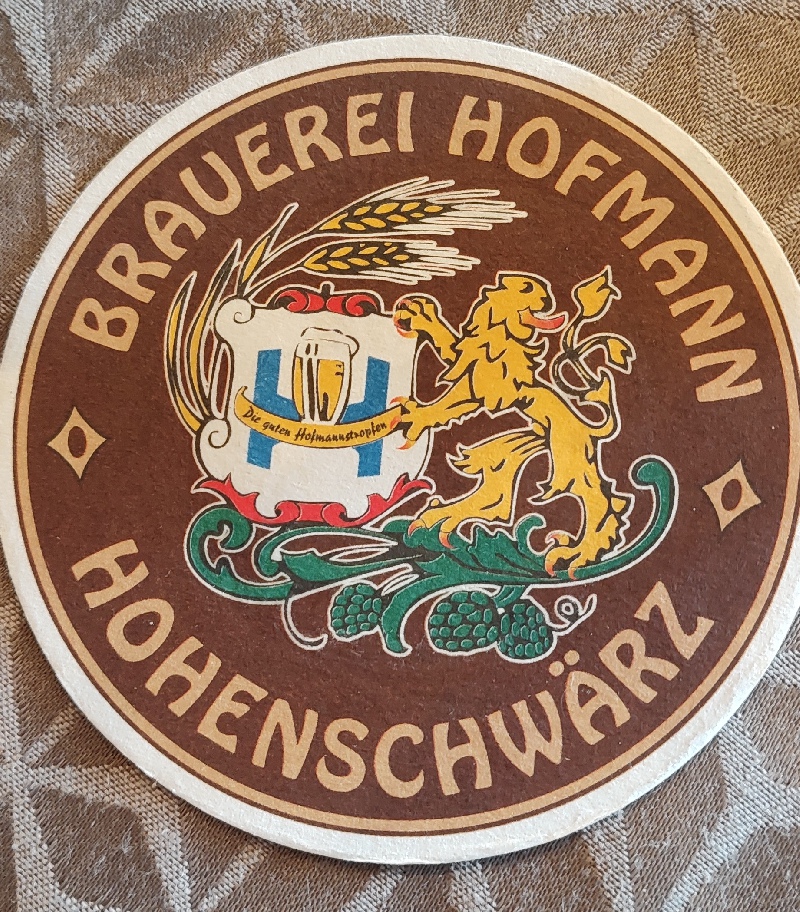 BRAUEREI HOFMANN
Die guten Hofmannstropfen
HOHENSCHWÄRZ